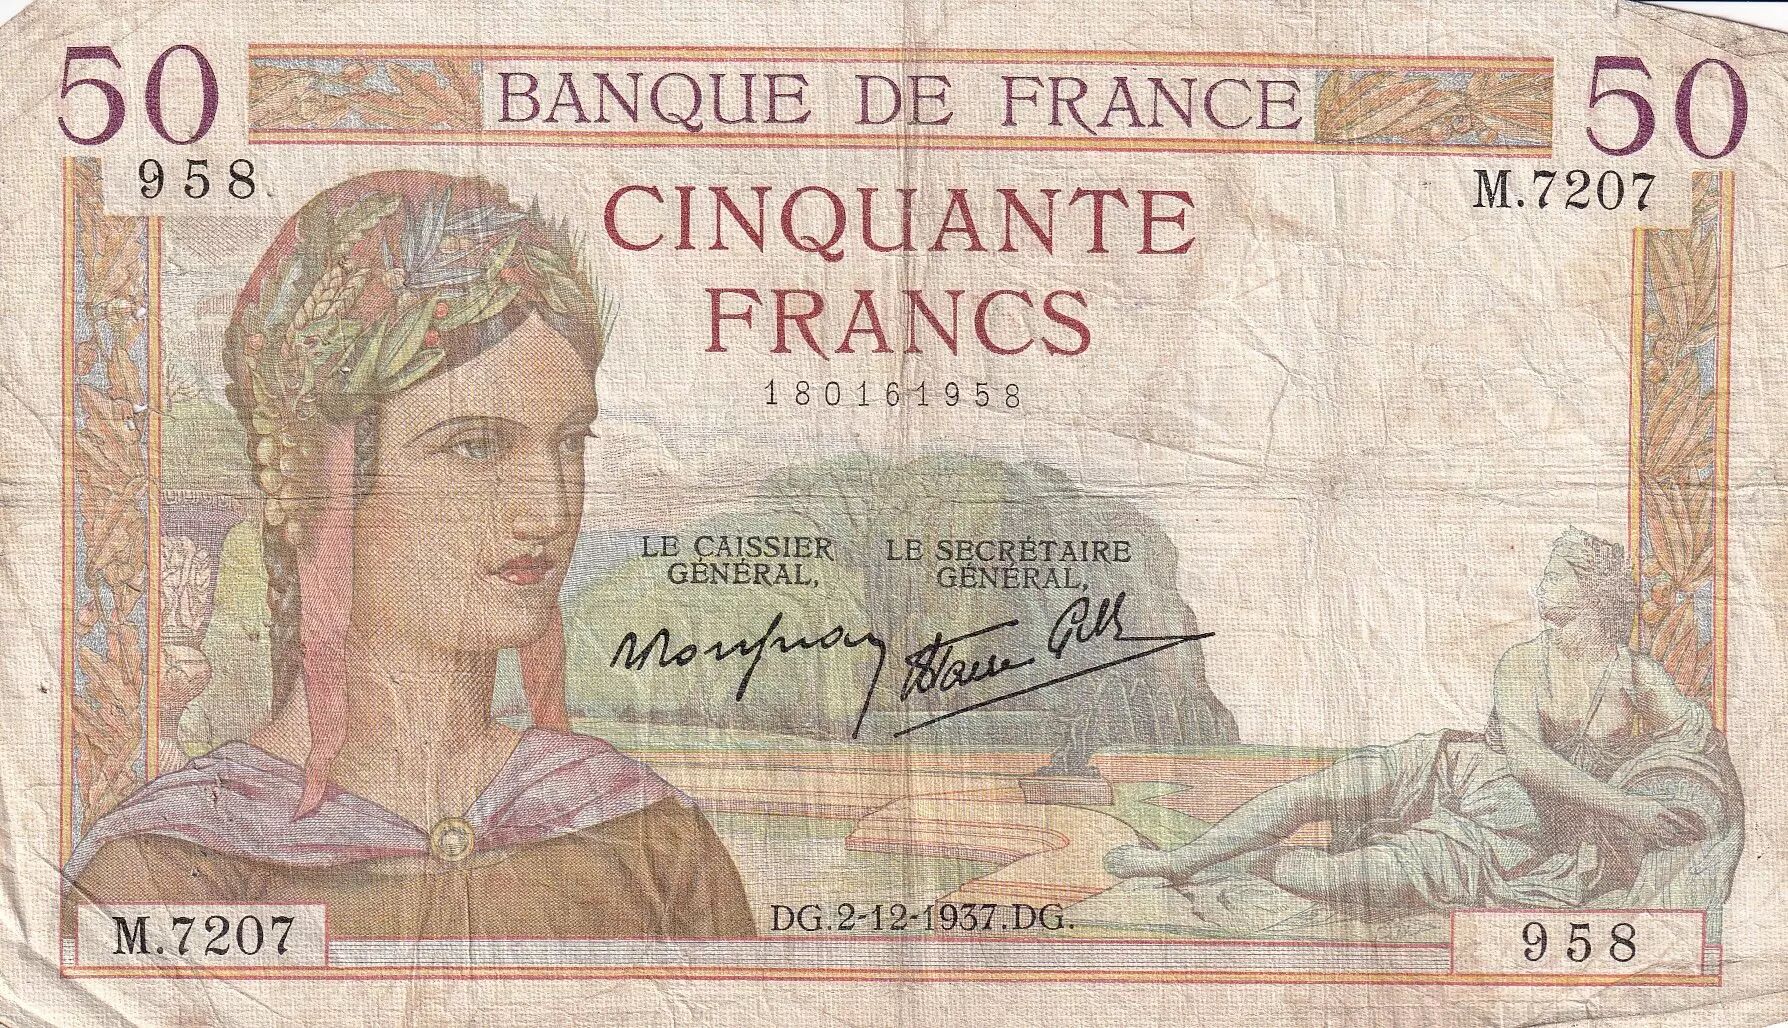 50 BANQUE DE FRANCE 50
958 M.7207
CINQUANTE
FRANCS
180161958
LE CAISSIER
GÉNÉRAL,
LE SECRÉTAIRE
GÉNÉRAL,
DG.2-12-1937.DG.
M.7207 958